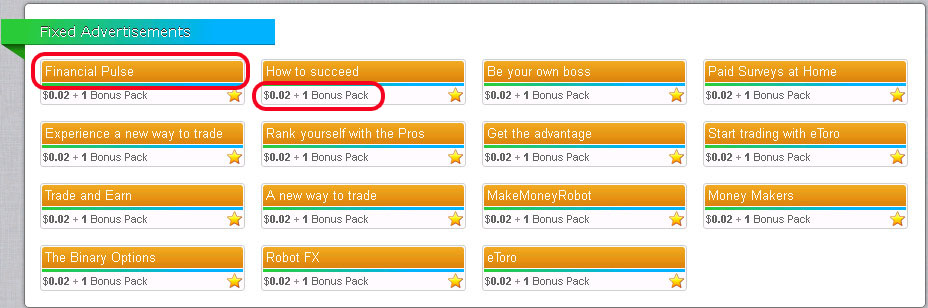 Fixed Advertisements
Financial Pulse
$0.02 + 1 Bonus Pack
How to succeed
$0.02 + 1 Bonus Pack
Be your own boss
$0.02 + 1 Bonus Pack
Paid Surveys at Home
$0.02 + 1 Bonus Pack
Experience a new way to trade
$0.02 + 1 Bonus Pack
Rank yourself with the Pros
$0.02 + 1 Bonus Pack
Get the advantage
$0.02 + 1 Bonus Pack
Start trading with eToro
$0.02 + 1 Bonus Pack
Trade and Earn
$0.02 + 1 Bonus Pack
A new way to trade
$0.02 + 1 Bonus Pack
MakeMoneyRobot
$0.02 + 1 Bonus Pack
Money Makers
$0.02 + 1 Bonus Pack
The Binary Options
$0.02 + 1 Bonus Pack
Robot FX
$0.02 + 1 Bonus Pack
eToro
$0.02 + 1 Bonus Pack